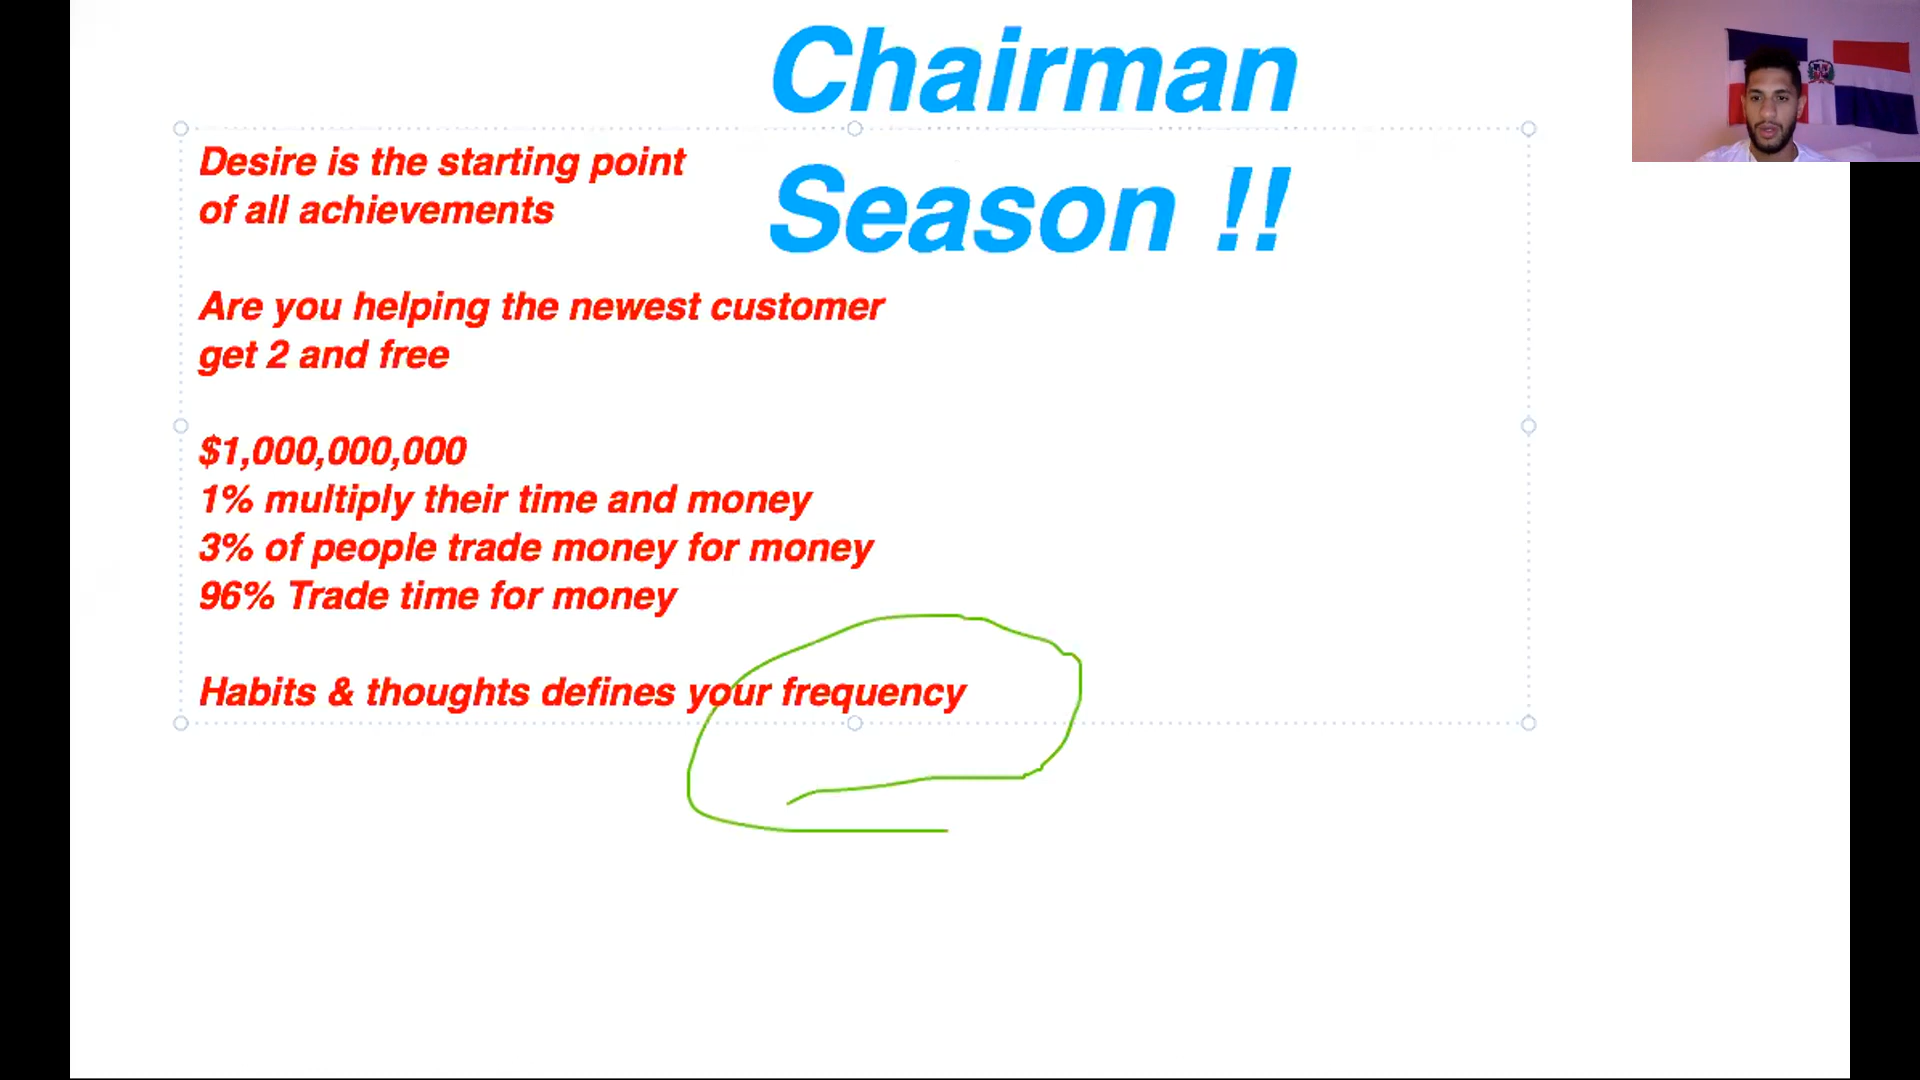 Chairman
Season !!
Desire is the starting point
of all achievements
Are you helping the newest customer
get 2 and free
$1,000,000,000
1% multiply their time and money
3% of people trade money for money
96% Trade time for money
Habits & thoughts defines your frequency